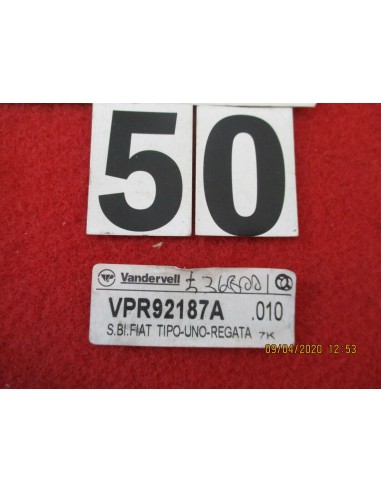 50
Vandervell
VPR92187A .010
S.BI.FIAT TIPO-UNO-REGATA 7K
09/04/2020 12:53